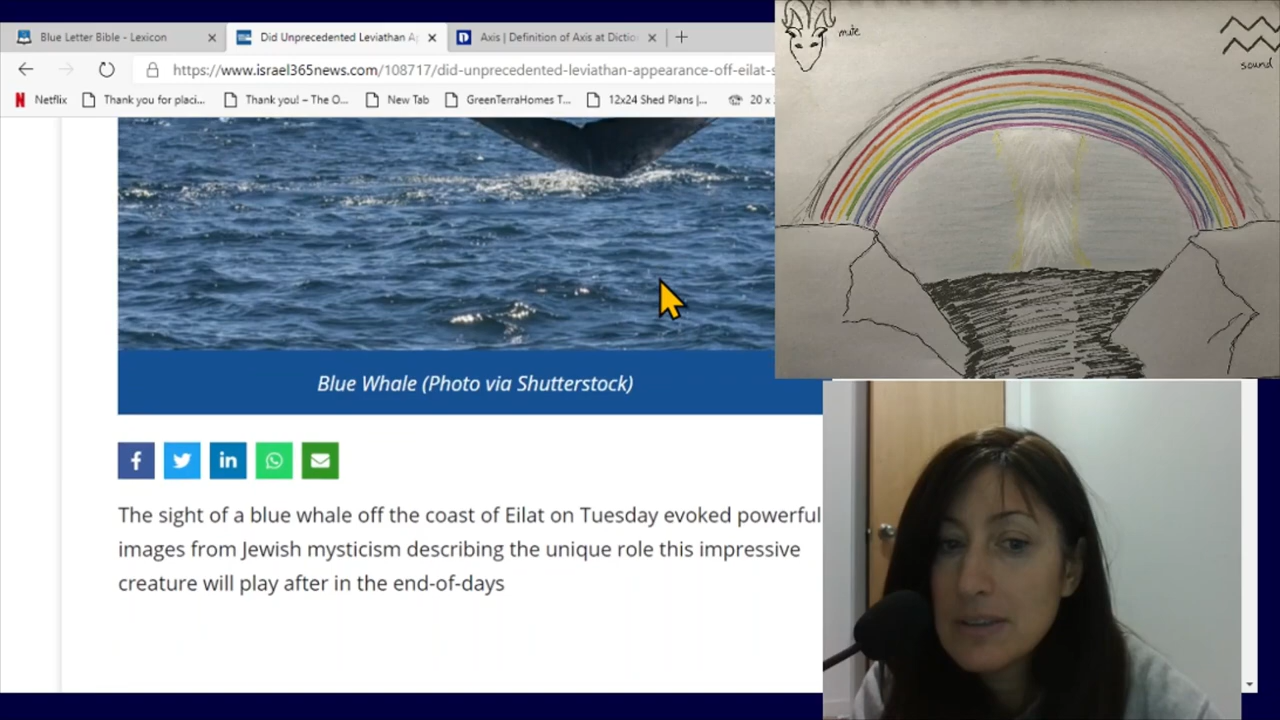 Blue Letter Bible - Lexicon
Did Unprecedented Leviathan A
Axis | Definition of Axis at Dictio
https://www.israel365news.com/108717/did-unprecedented-leviathan-appearance-off-eilat-s
Netflix
Thank you for placi...
Thank you! – The O...
New Tab
GreenTerraHomes T...
12x24 Shed Plans |...
20 x
Blue Whale (Photo via Shutterstock)
The sight of a blue whale off the coast of Eilat on Tuesday evoked powerful
images from Jewish mysticism describing the unique role this impressive
creature will play after in the end-of-days
mute
sound